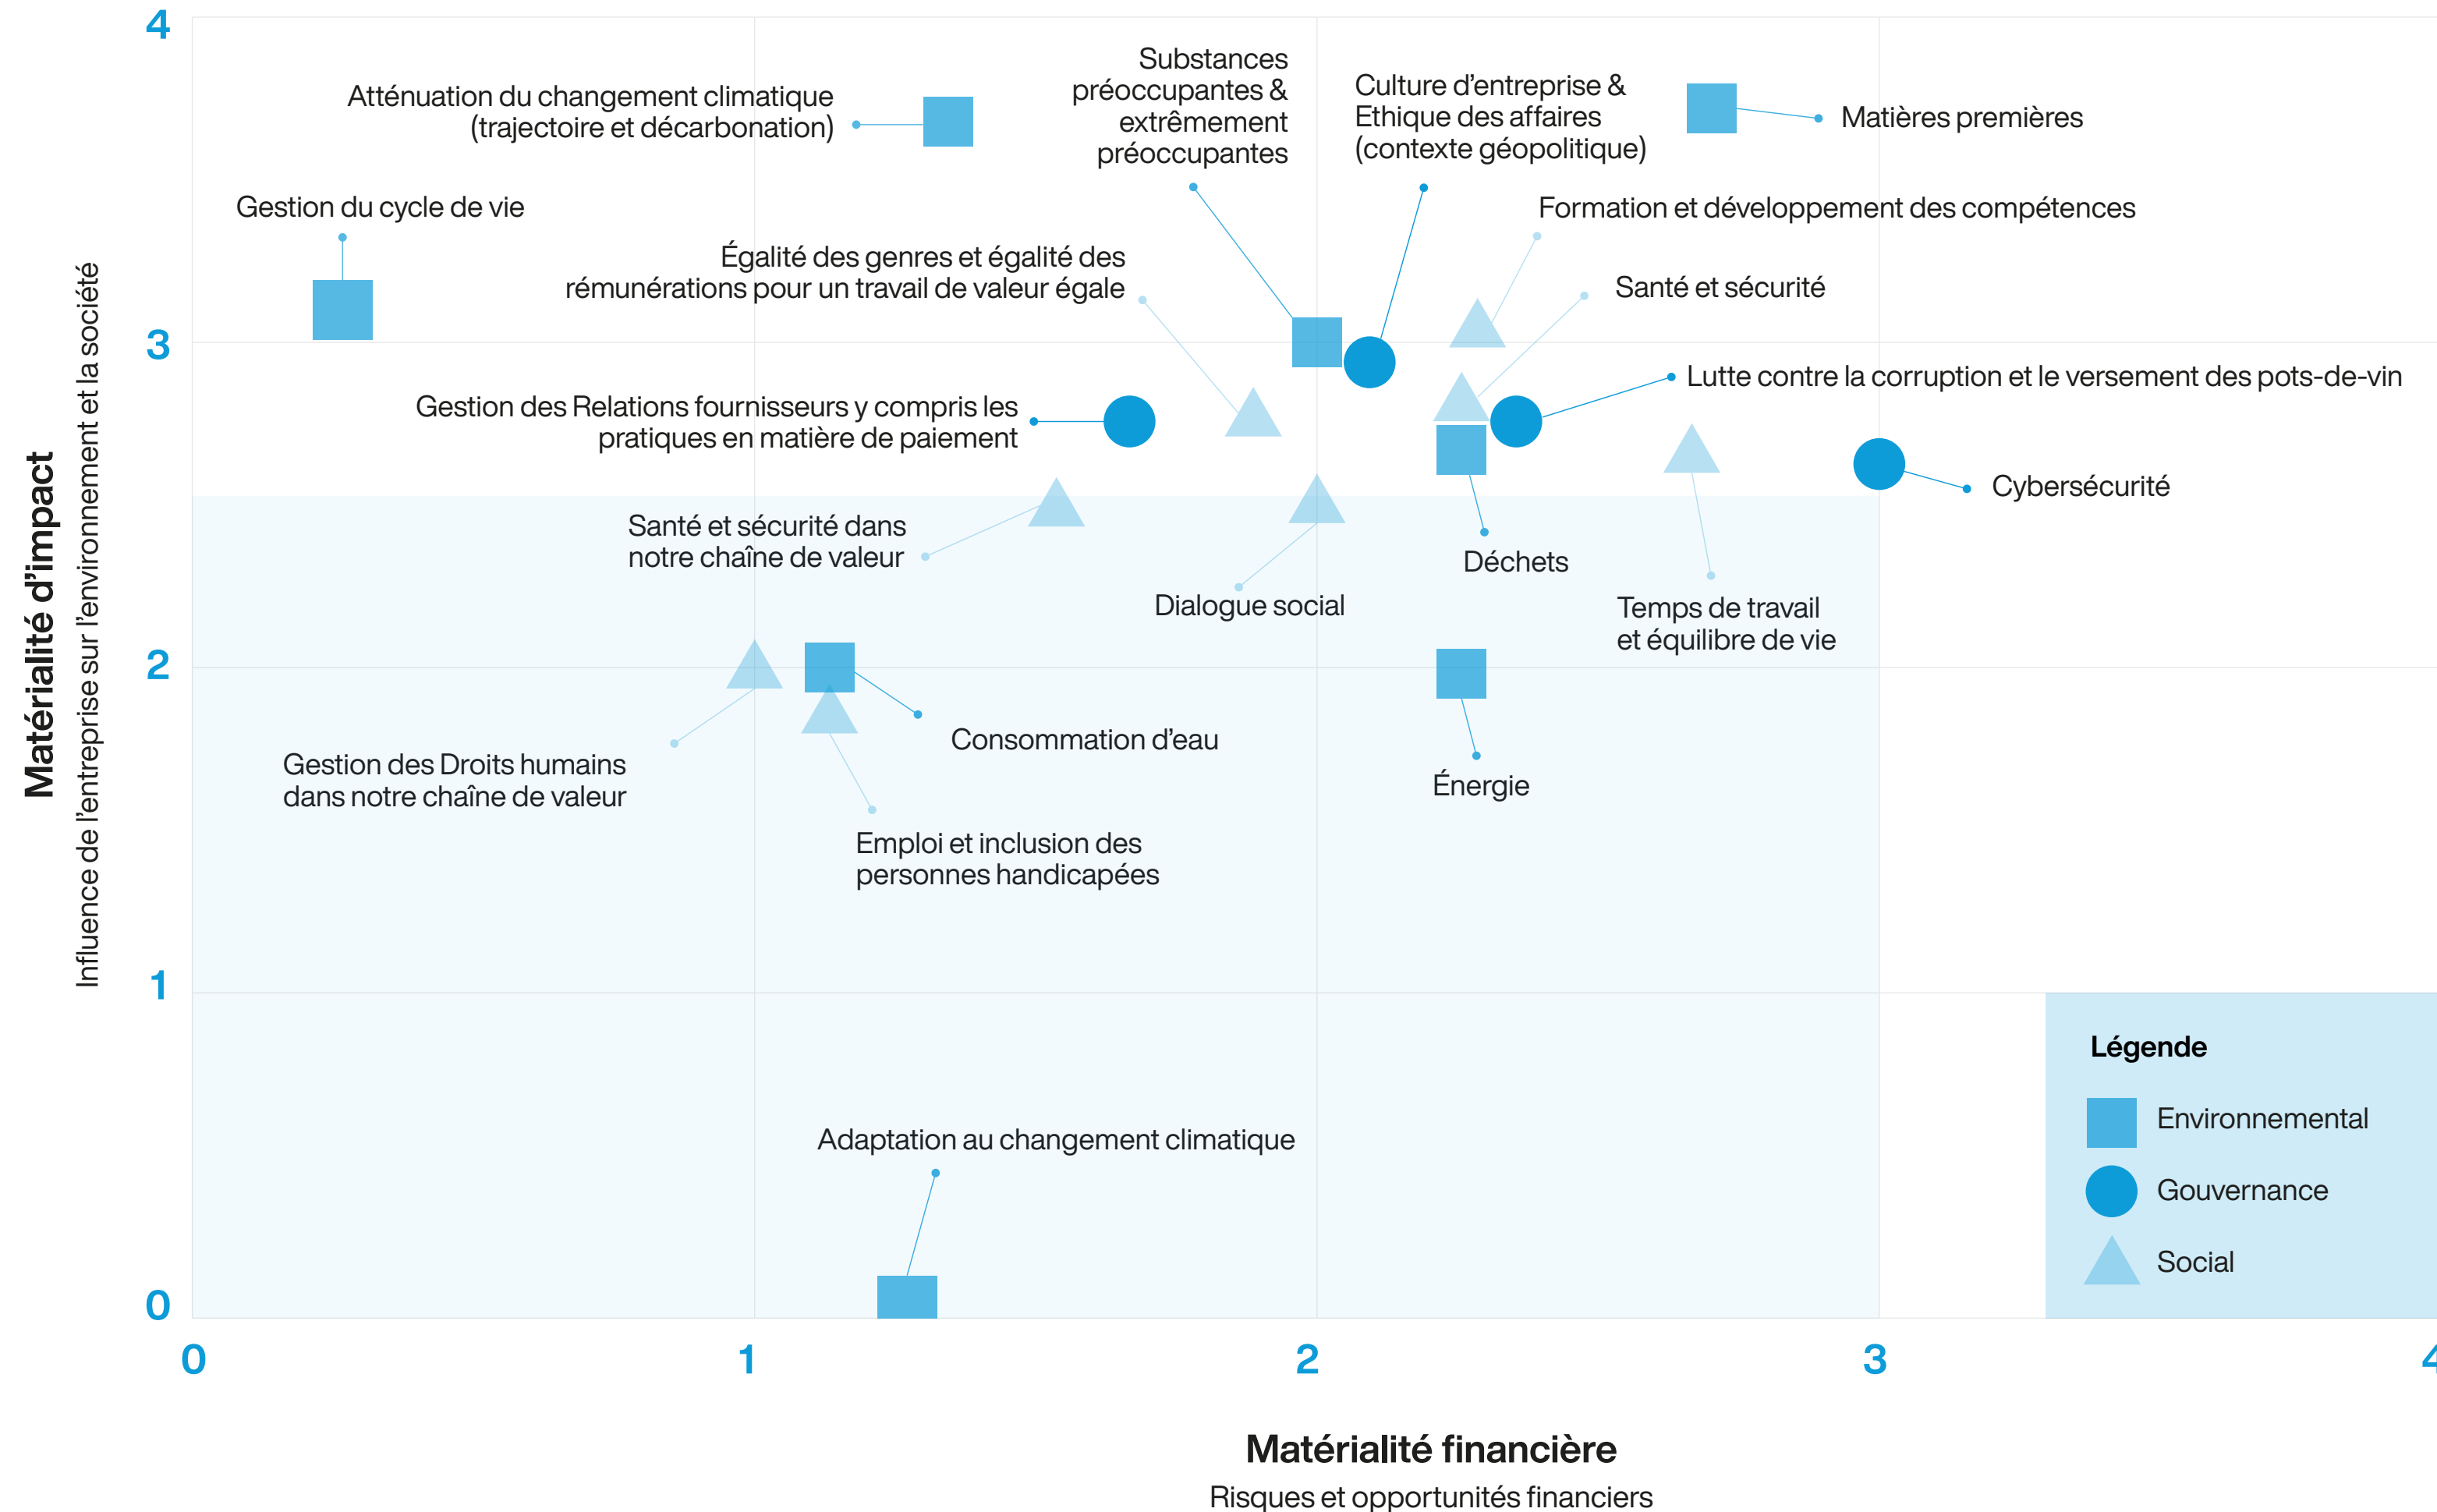 4
Substances
préoccupantes &
extrêmement
préoccupantes
Culture d’entreprise &
Ethique des affaires
(contexte géopolitique)
Atténuation du changement climatique
(trajectoire et décarbonation)
Matières premières
Gestion du cycle de vie
Formation et développement des compétences
Égalité des genres et égalité des
rémunérations pour un travail de valeur égale
Santé et sécurité
3
Lutte contre la corruption et le versement des pots-de-vin
Gestion des Relations fournisseurs y compris les
pratiques en matière de paiement
Cybersécurité
Santé et sécurité dans
notre chaîne de valeur
Déchets
Dialogue social
Temps de travail
et équilibre de vie
Matérialité d’impact
Influence de l’entreprise sur l’environnement et la société
2
Consommation d’eau
Gestion des Droits humains
dans notre chaîne de valeur
Énergie
Emploi et inclusion des
personnes handicapées
1
Légende
Environnemental
Gouvernance
Social
Adaptation au changement climatique
0
0
1
2
3
4
Matérialité financière
Risques et opportunités financiers